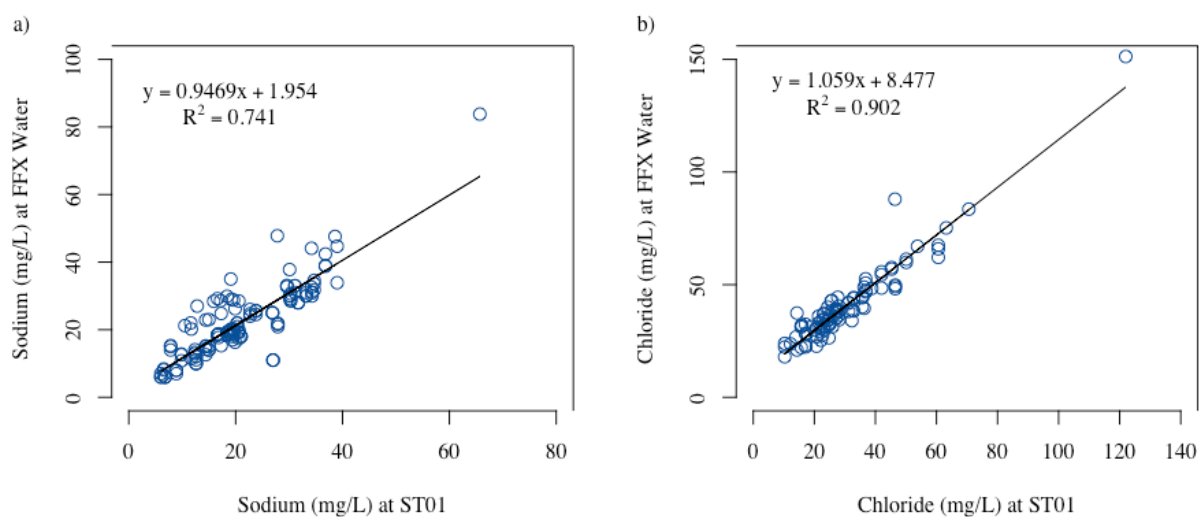 a)
y = 0.9469x + 1.954
R² = 0.741
Sodium (mg/L) at FFX Water
100
80
60
40
20
0
0 20 40 60 80
Sodium (mg/L) at ST01
b)
y = 1.059x + 8.477
R² = 0.902
Chloride (mg/L) at FFX Water
150
100
50
0
0 20 40 60 80 100 120 140
Chloride (mg/L) at ST01